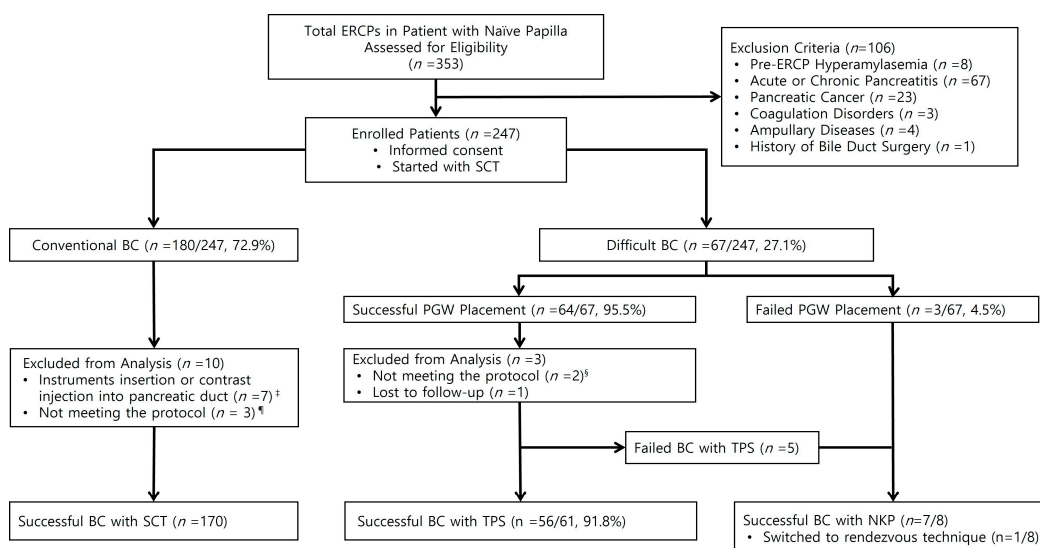 Total ERCPs in Patient with Naïve Papilla
Assessed for Eligibility
(n =353)
Exclusion Criteria (n=106)
• Pre-ERCP Hyperamylasemia (n =8)
• Acute or Chronic Pancreatitis (n =67)
• Pancreatic Cancer (n =23)
• Coagulation Disorders (n =3)
• Ampullary Diseases (n =4)
• History of Bile Duct Surgery (n =1)
Enrolled Patients (n =247)
• Informed consent
• Started with SCT
Conventional BC (n =180/247, 72.9%)
Difficult BC (n =67/247, 27.1%)
Successful PGW Placement (n =64/67, 95.5%)
Failed PGW Placement (n =3/67, 4.5%)
Excluded from Analysis (n =10)
• Instruments insertion or contrast
injection into pancreatic duct (n =7)‡
• Not meeting the protocol (n = 3)¶
Excluded from Analysis (n =3)
• Not meeting the protocol (n =2)§
• Lost to follow-up (n =1)
Failed BC with TPS (n =5)
Successful BC with SCT (n =170)
Successful BC with TPS (n =56/61, 91.8%)
Successful BC with NKP (n=7/8)
• Switched to rendezvous technique (n=1/8)